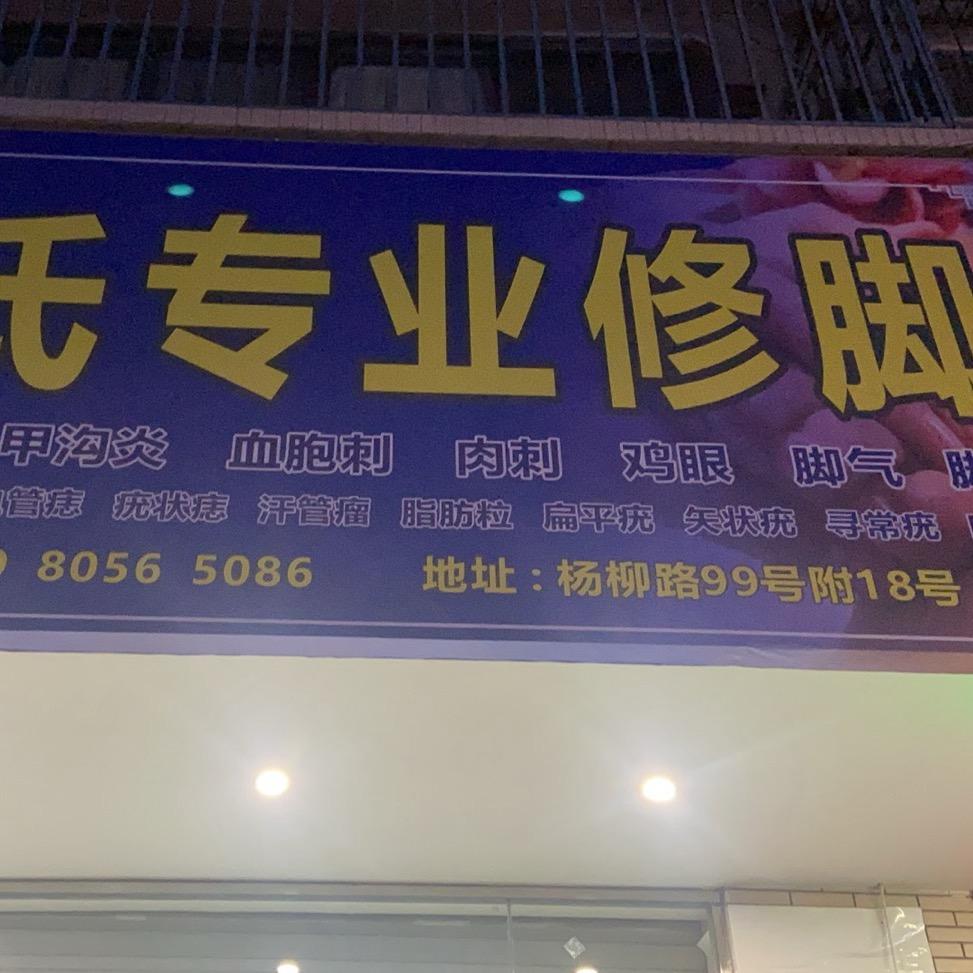 氏专业修脚
甲沟炎 血胞刺 肉刺 鸡眼 脚气
管痣 疣状痣 汗管瘤 脂肪粒 扁平疣 矢状疣 寻常疣
9 8056 5086 地址：杨柳路99号附18号